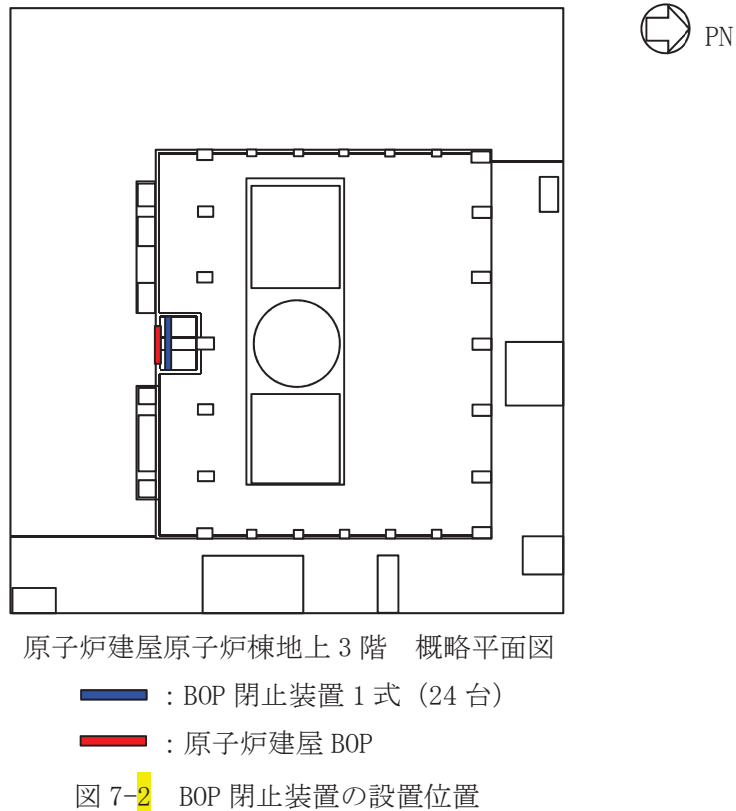 PN
原子炉建屋原子炉棟地上3階　概略平面図
：BOP 閉止装置1式（24台）
：原子炉建屋 BOP
図 7-2　BOP 閉止装置の設置位置